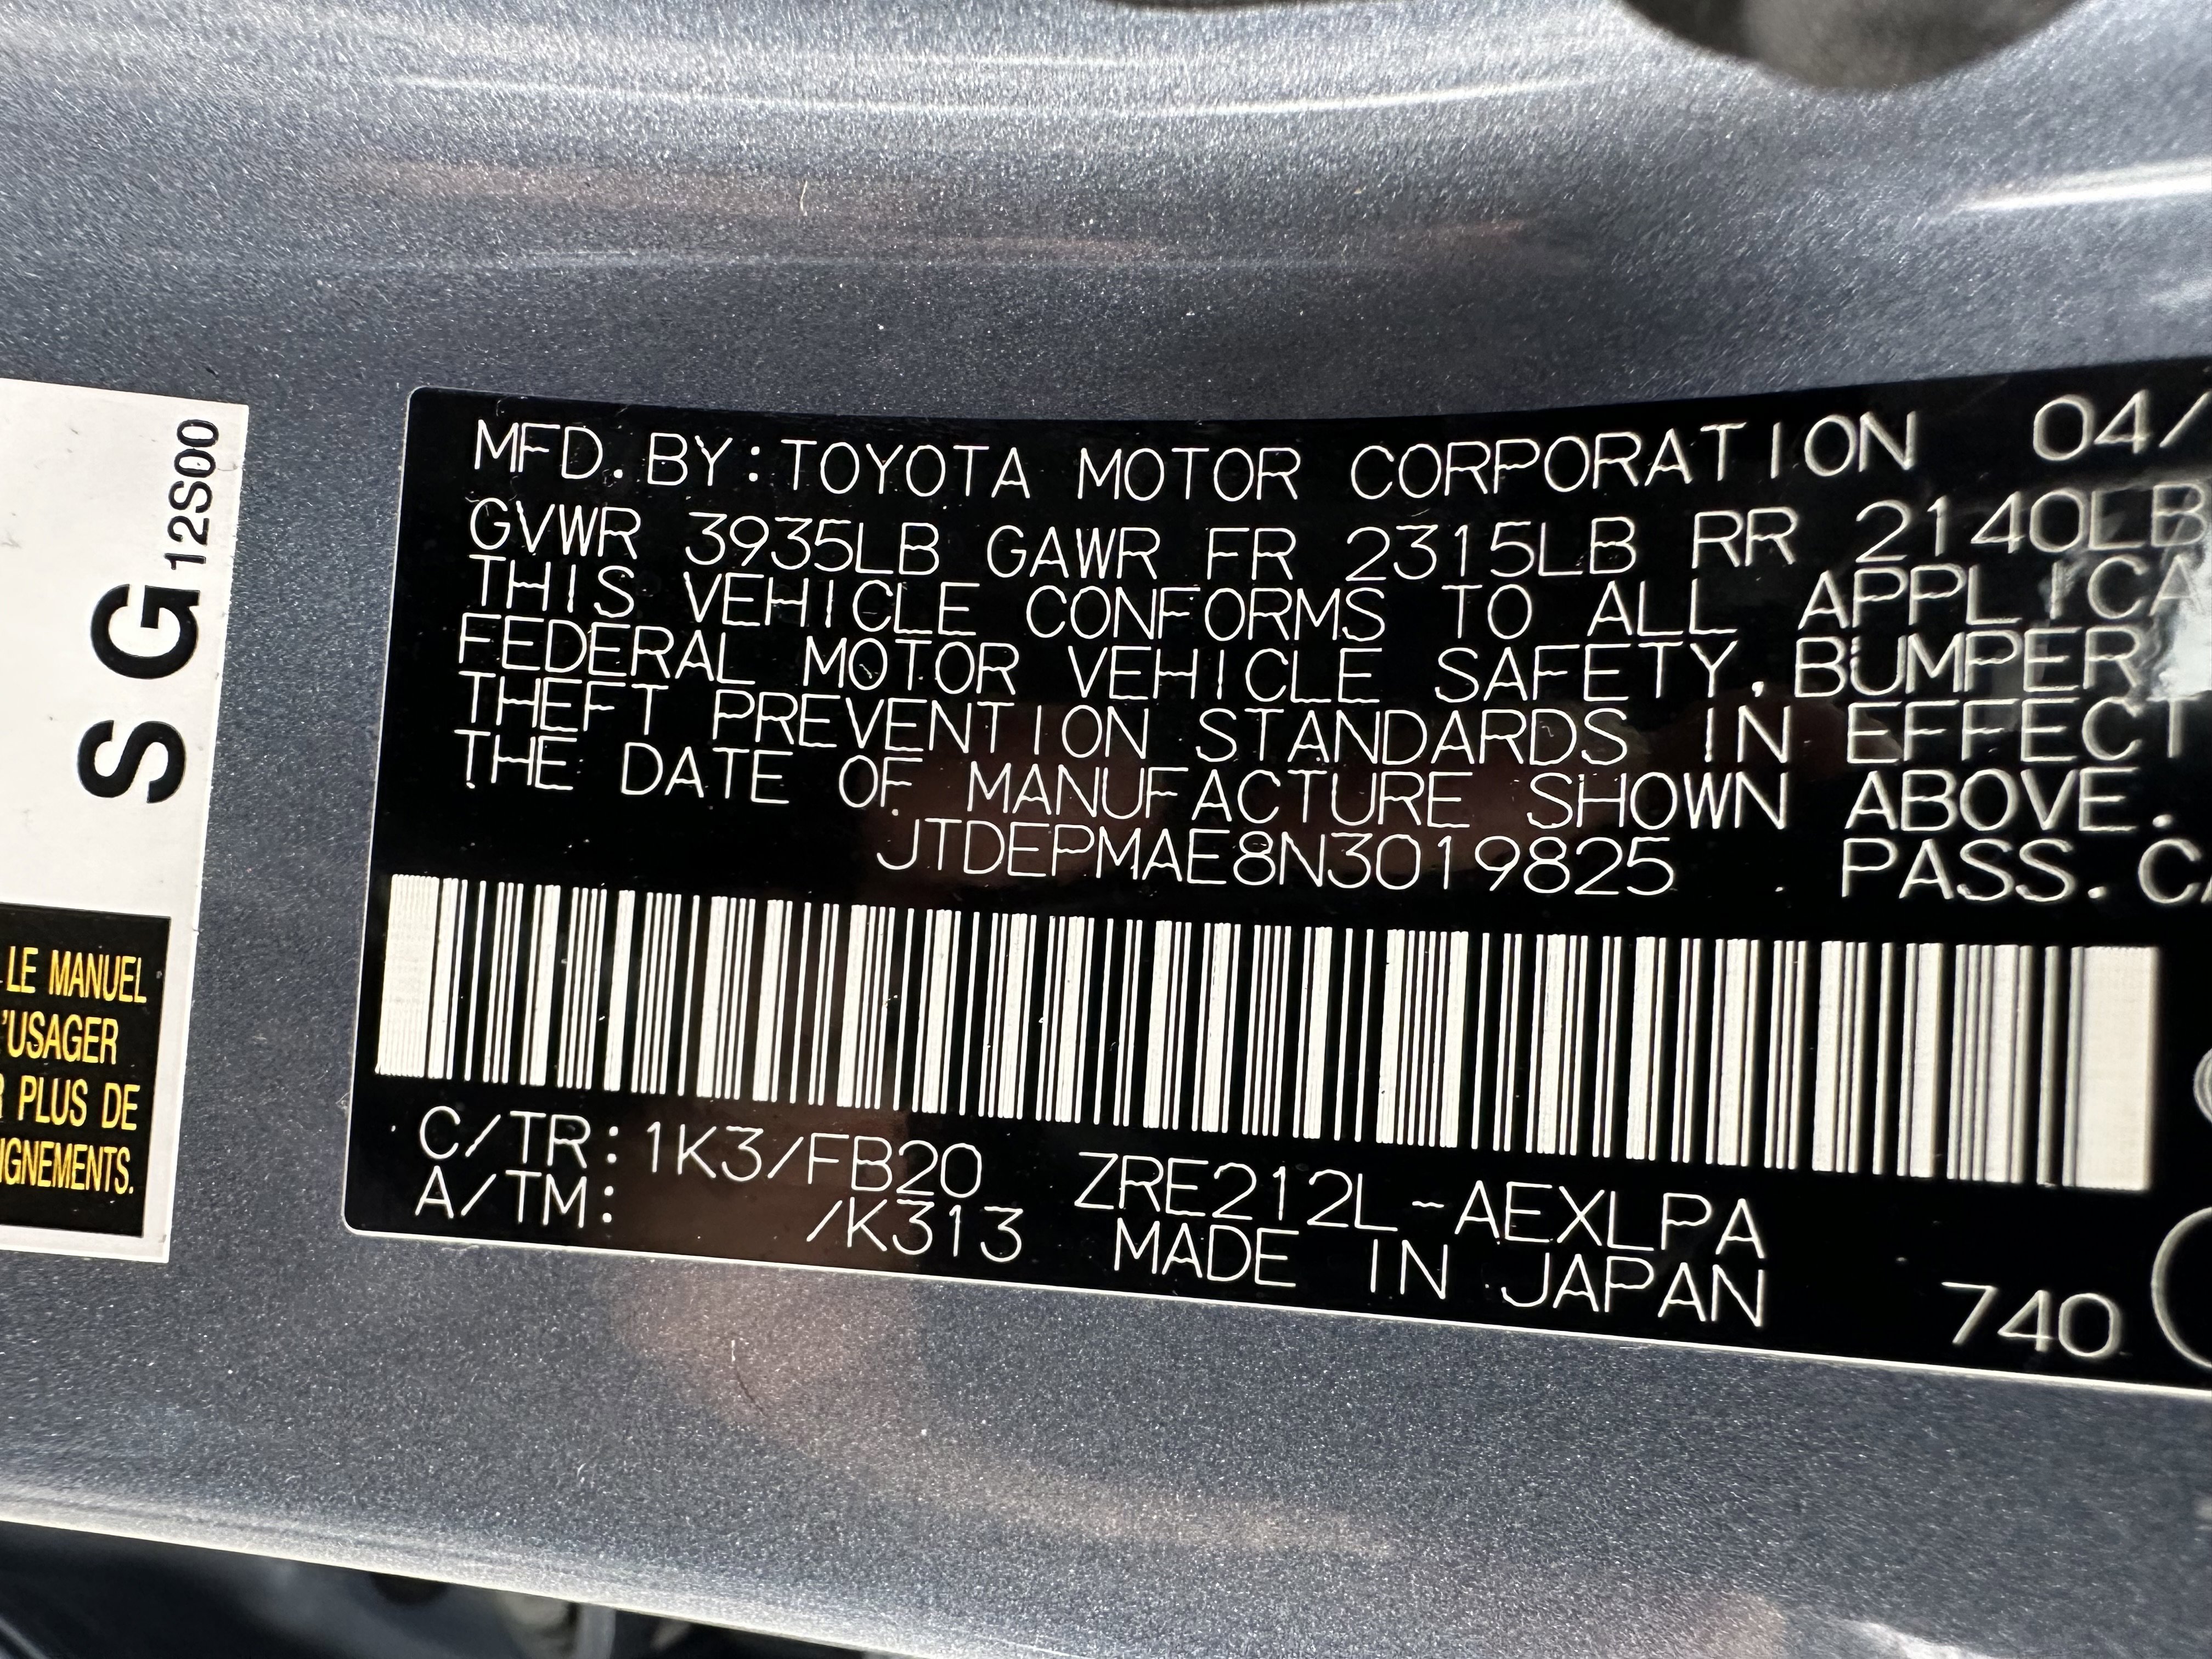 SG12S00
LE MANUEL
'USAGER
R PLUS DE
IGNEMENTS.
MFD. BY: TOYOTA MOTOR CORPORATION 04/
GVWR 3935LB GAWR FR 2315LB RR 2140LB
THIS VEHICLE CONFORMS TO ALL APPLICA
FEDERAL MOTOR VEHICLE SAFETY, BUMPER
THEFT PREVENTION STANDARDS IN EFFECT
THE DATE OF MANUFACTURE SHOWN ABOVE.
JTDEPMAE8N3019825 PASS. CA
C/TR: 1K3/FB20 ZRE212L-AEXLPA
A/TM: /K313 MADE IN JAPAN 740